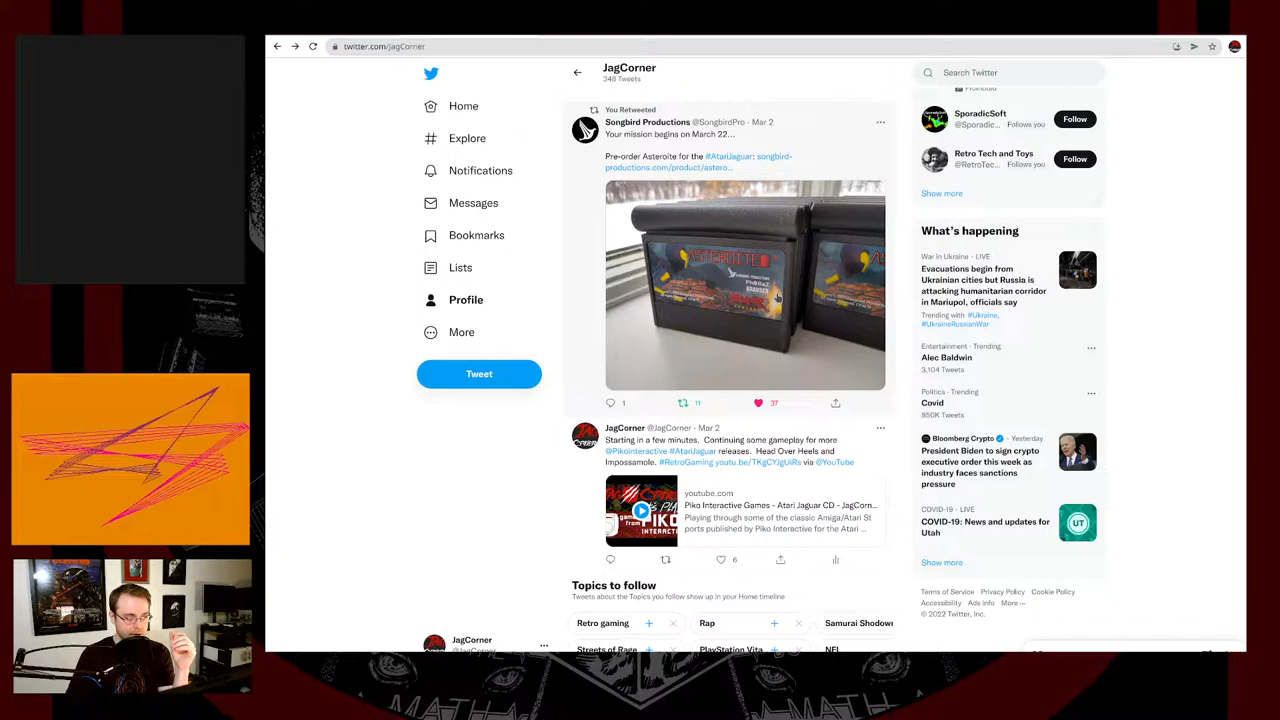 twitter.com/JagCorner
JagCorner
348 Tweets
Home
Explore
Notifications
Messages
Bookmarks
Lists
Profile
More
Tweet
JagCorner
@JagCorner
You Retweeted
Songbird Productions @SongbirdPro · Mar 2
Your mission begins on March 22...
Pre-order Asteroite for the #AtariJaguar: songbird-
productions.com/product/astero...
ASTEROITE
SONGBIRD PRODUCTIONS
1
11
37
JagCorner @JagCorner · Mar 2
Starting in a few minutes. Continuing some gameplay for more
@Pikointeractive #AtariJaguar releases. Head Over Heels and
Impossamole. #RetroGaming youtu.be/TKgCYJgUiRs via @YouTube
youtube.com
Piko Interactive Games - Atari Jaguar CD - JagCorn...
Playing through some of the classic Amiga/Atari St
ports published by Piko Interactive for the Atari ...
6
Topics to follow
Tweets about the Topics you follow show up in your Home timeline
Retro gaming
Rap
Samurai Shodown
Streets of Rage
PlayStation Vita
NFL
Search Twitter
Promoted
SporadicSoft
@Sporadic... Follows you
Follow
Retro Tech and Toys
@RetroTec... Follows you
Follow
Show more
What's happening
War in Ukraine · LIVE
Evacuations begin from
Ukrainian cities but Russia is
attacking humanitarian corridor
in Mariupol, officials say
Trending with #Ukraine,
#UkraineRussianWar
Entertainment · Trending
Alec Baldwin
3,104 Tweets
Politics · Trending
Covid
850K Tweets
Bloomberg Crypto · Yesterday
President Biden to sign crypto
executive order this week as
industry faces sanctions
pressure
COVID-19 · LIVE
COVID-19: News and updates for
Utah
UT
Show more
Terms of Service Privacy Policy Cookie Policy
Accessibility Ads info More ...
© 2022 Twitter, Inc.